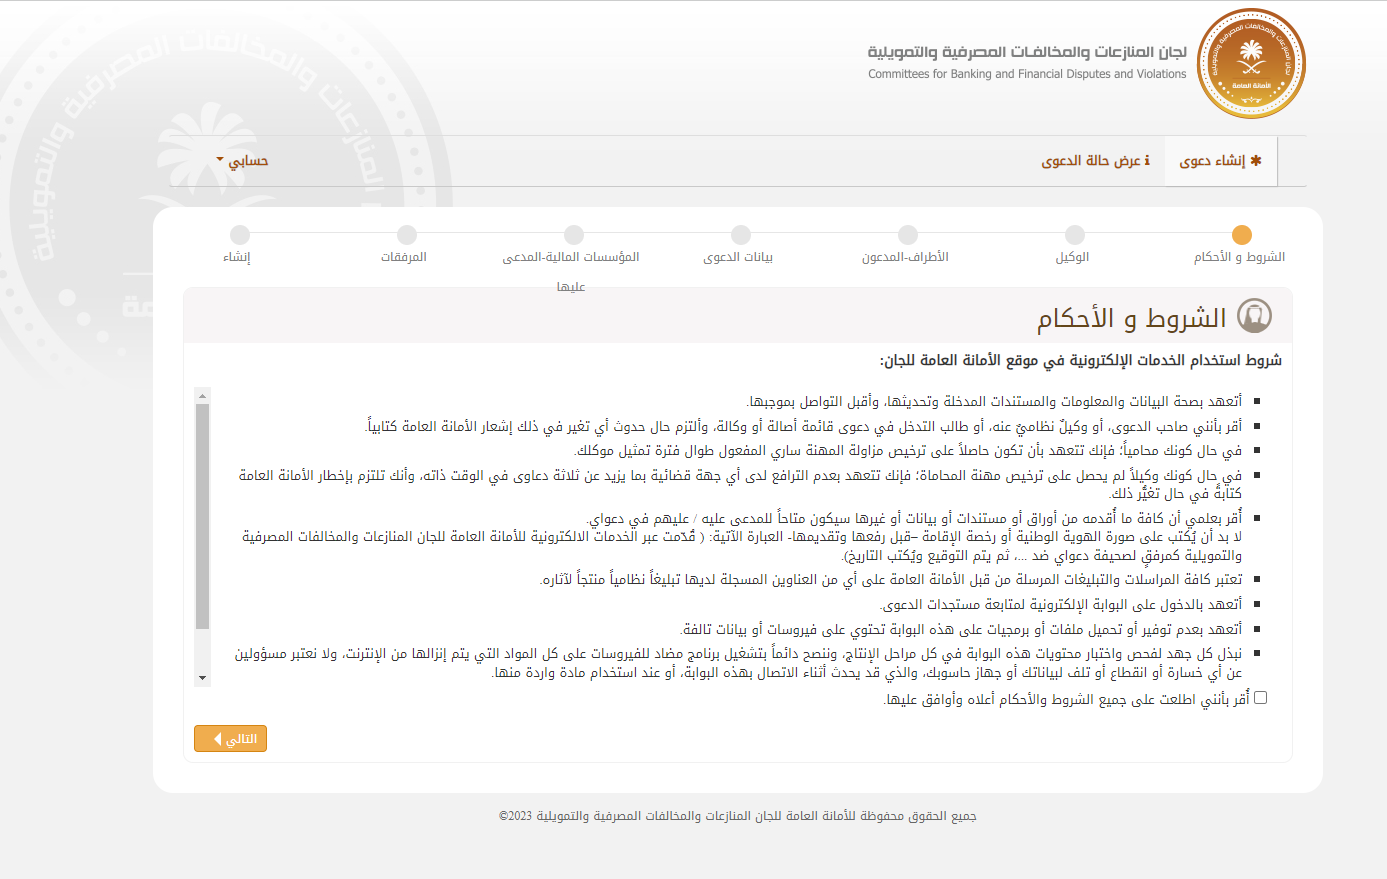 لجان المنازعات والمخالفات المصرفية والتمويلية
Committees for Banking and Financial Disputes and Violations
لجان المنازعات والمخالفات المصرفية والتمويلية
الأمانة العامة
إنشاء دعوى
عرض حالة الدعوى
حسابي
الشروط و الأحكام
الوكيل
الأطراف-المدعون
بيانات الدعوى
المؤسسات المالية-المدعى
عليها
المرفقات
إنشاء
الشروط و الأحكام
شروط استخدام الخدمات الإلكترونية في موقع الأمانة العامة للجان:
أتعهد بصحة البيانات والمعلومات والمستندات المدخلة وتحديثها، وأقبل التواصل بموجبها.
أقر بأنني صاحب الدعوى، أو وكيلٌ نظاميٌ عنه، أو طالب التدخل في دعوى قائمة أصالة أو وكالة، وألتزم حال حدوث أي تغير في ذلك إشعار الأمانة العامة كتابياً.
في حال كونك محامياً؛ فإنك تتعهد بأن تكون حاصلاً على ترخيص مزاولة المهنة ساري المفعول طوال فترة تمثيل موكلك.
في حال كونك وكيلاً لم يحصل على ترخيص مهنة المحاماة؛ فإنك تتعهد بعدم الترافع لدى أي جهة قضائية بما يزيد عن ثلاثة دعاوى في الوقت ذاته، وأنك تلتزم بإخطار الأمانة العامة
كتابةً في حال تغيُّر ذلك.
أُقر بعلمي أن كافة ما أُقدمه من أوراق أو مستندات أو بيانات أو غيرها سيكون متاحاً للمدعى عليه / عليهم في دعواي.
لا بد أن يُكتب على صورة الهوية الوطنية أو رخصة الإقامة –قبل رفعها وتقديمها- العبارة الآتية: ( قُدّمت عبر الخدمات الالكترونية للأمانة العامة للجان المنازعات والمخالفات المصرفية
والتمويلية كمرفقٍ لصحيفة دعواي ضد ...، ثم يتم التوقيع ويُكتب التاريخ).
تعتبر كافة المراسلات والتبليغات المرسلة من قبل الأمانة العامة على أي من العناوين المسجلة لديها تبليغاً نظامياً منتجاً لآثاره.
أتعهد بالدخول على البوابة الإلكترونية لمتابعة مستجدات الدعوى.
أتعهد بعدم توفير أو تحميل ملفات أو برمجيات على هذه البوابة تحتوي على فيروسات أو بيانات تالفة.
نبذل كل جهد لفحص واختبار محتويات هذه البوابة في كل مراحل الإنتاج، وننصح دائماً بتشغيل برنامج مضاد للفيروسات على كل المواد التي يتم إنزالها من الإنترنت، ولا نعتبر مسؤولين
عن أي خسارة أو انقطاع أو تلف لبياناتك أو جهاز حاسوبك، والذي قد يحدث أثناء الاتصال بهذه البوابة، أو عند استخدام مادة واردة منها.
أُقر بأنني اطلعت على جميع الشروط والأحكام أعلاه وأوافق عليها.
التالي
جميع الحقوق محفوظة للأمانة العامة للجان المنازعات والمخالفات المصرفية والتمويلية 2023©